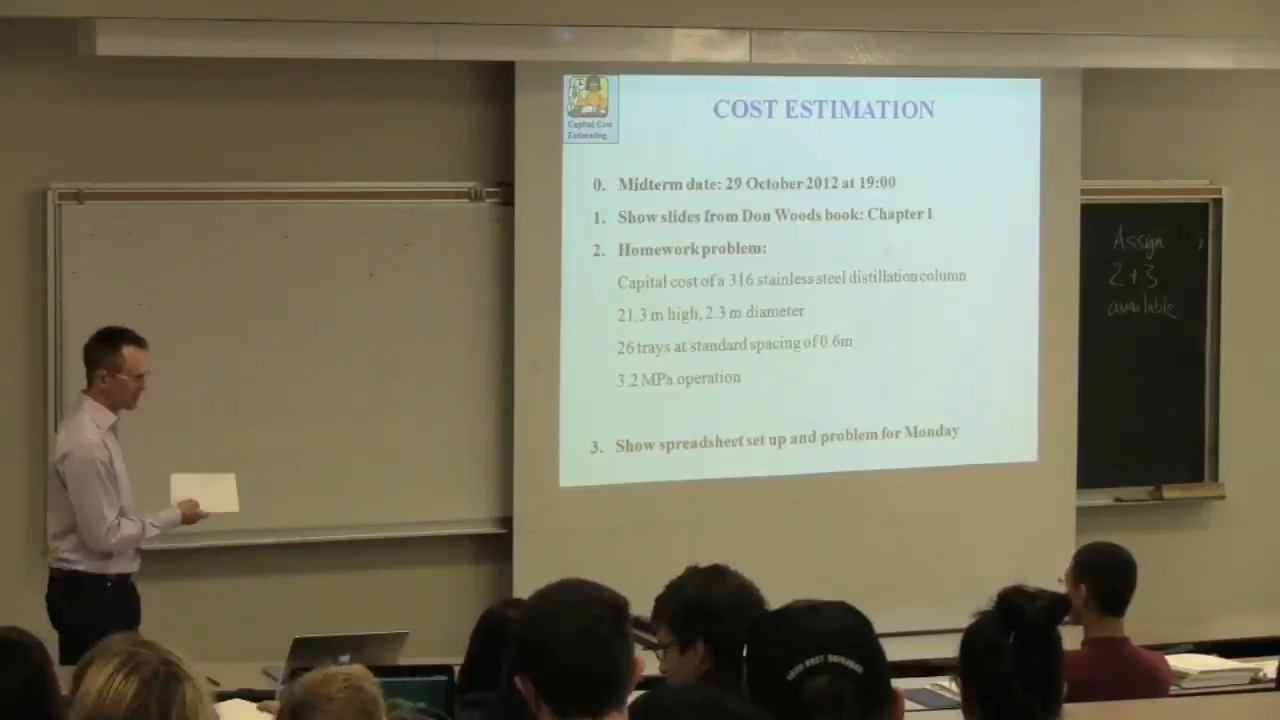 Capital Cost
Estimating
COST ESTIMATION
0. Midterm date: 29 October 2012 at 19:00
1. Show slides from Don Woods book: Chapter 1
2. Homework problem:
Capital cost of a 316 stainless steel distillation column
21.3 m high, 2.3 m diameter
26 trays at standard spacing of 0.6m
3.2 MPa operation
3. Show spreadsheet set up and problem for Monday
Assign
2+3
available